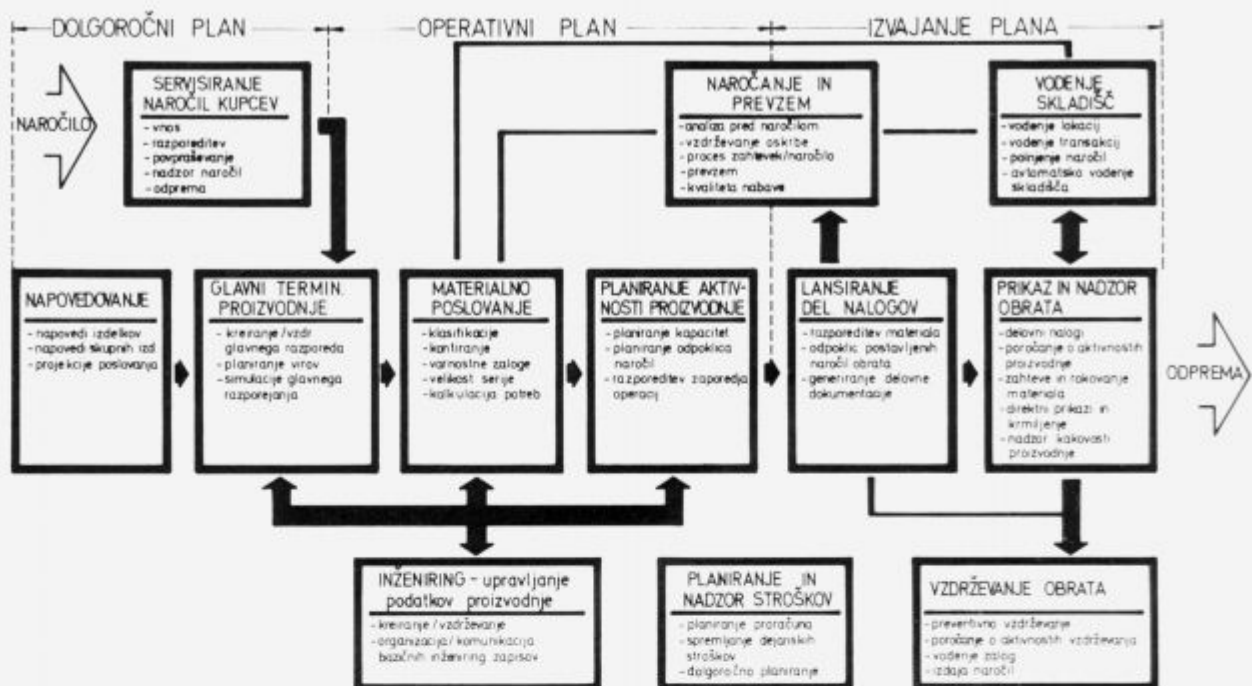 DOLGOROČNI PLAN
OPERATIVNI PLAN
IZVAJANJE PLANA
NAROČILO
SERVISIRANJE
NAROČIL KUPCEV
- vnos
- razporeditev
- povpraševanje
- nadzor naročil
- odprema
NAROČANJE IN
PREVZEM
- analiza pred naročilom
- vzdrževanje oskrbe
- proces zahtevek/naročilo
- prevzem
- kvaliteta nabave
VODENJE
SKLADIŠČ
- vodenje lokacij
- vodenje transakcij
- polnjenje naročil
- avtomatsko vodenje
skladišča
NAPOVEDOVANJE
- napovedi izdelkov
- napovedi skupnih izd.
- projekcije poslovanja
GLAVNI TERMIN.
PROIZVODNJE
- kreiranje/vzdr
glavnega razporeda
- planiranje virov
- simulacije glavnega
razporejanja
MATERIALNO
POSLOVANJE
- klasifikacije
- kontiranje
- varnostne zaloge
- velikost serije
- kalkulacija potreb
PLANIRANJE AKTIV-
NOSTI PROIZVODNJE
- planiranje kapacitet
- planiranje odpoklica
naročil
- razporeditev zaporedja
operacij
LANSIRANJE
DEL. NALOGOV
- razporeditev materiala
- odpoklic postavljenih
naročil obrata
- generiranje delovne
dokumentacije
PRIKAZ IN NADZOR
OBRATA
- delovni nalogi
- poročanje o aktivnostih
proizvodnje
- zahteve in rokovanje
materiala
- direktni prikazi in
krmiljenje
- nadzor kakovosti
proizvodnje
ODPREMA
INŽENIRING - upravljanje
podatkov proizvodnje
- kreiranje/vzdrževanje
- organizacija/komunikacija
bazičnih inženiring zapisov
PLANIRANJE IN
NADZOR STROŠKOV
- planiranje proračuna
- spremljanje dejanskih
stroškov
- dolgoročno planiranje
VZDRŽEVANJE OBRATA
- preventivno vzdrževanje
- poročanje o aktivnostih vzdrževanja
- vodenje zalog
- izdaja naročil